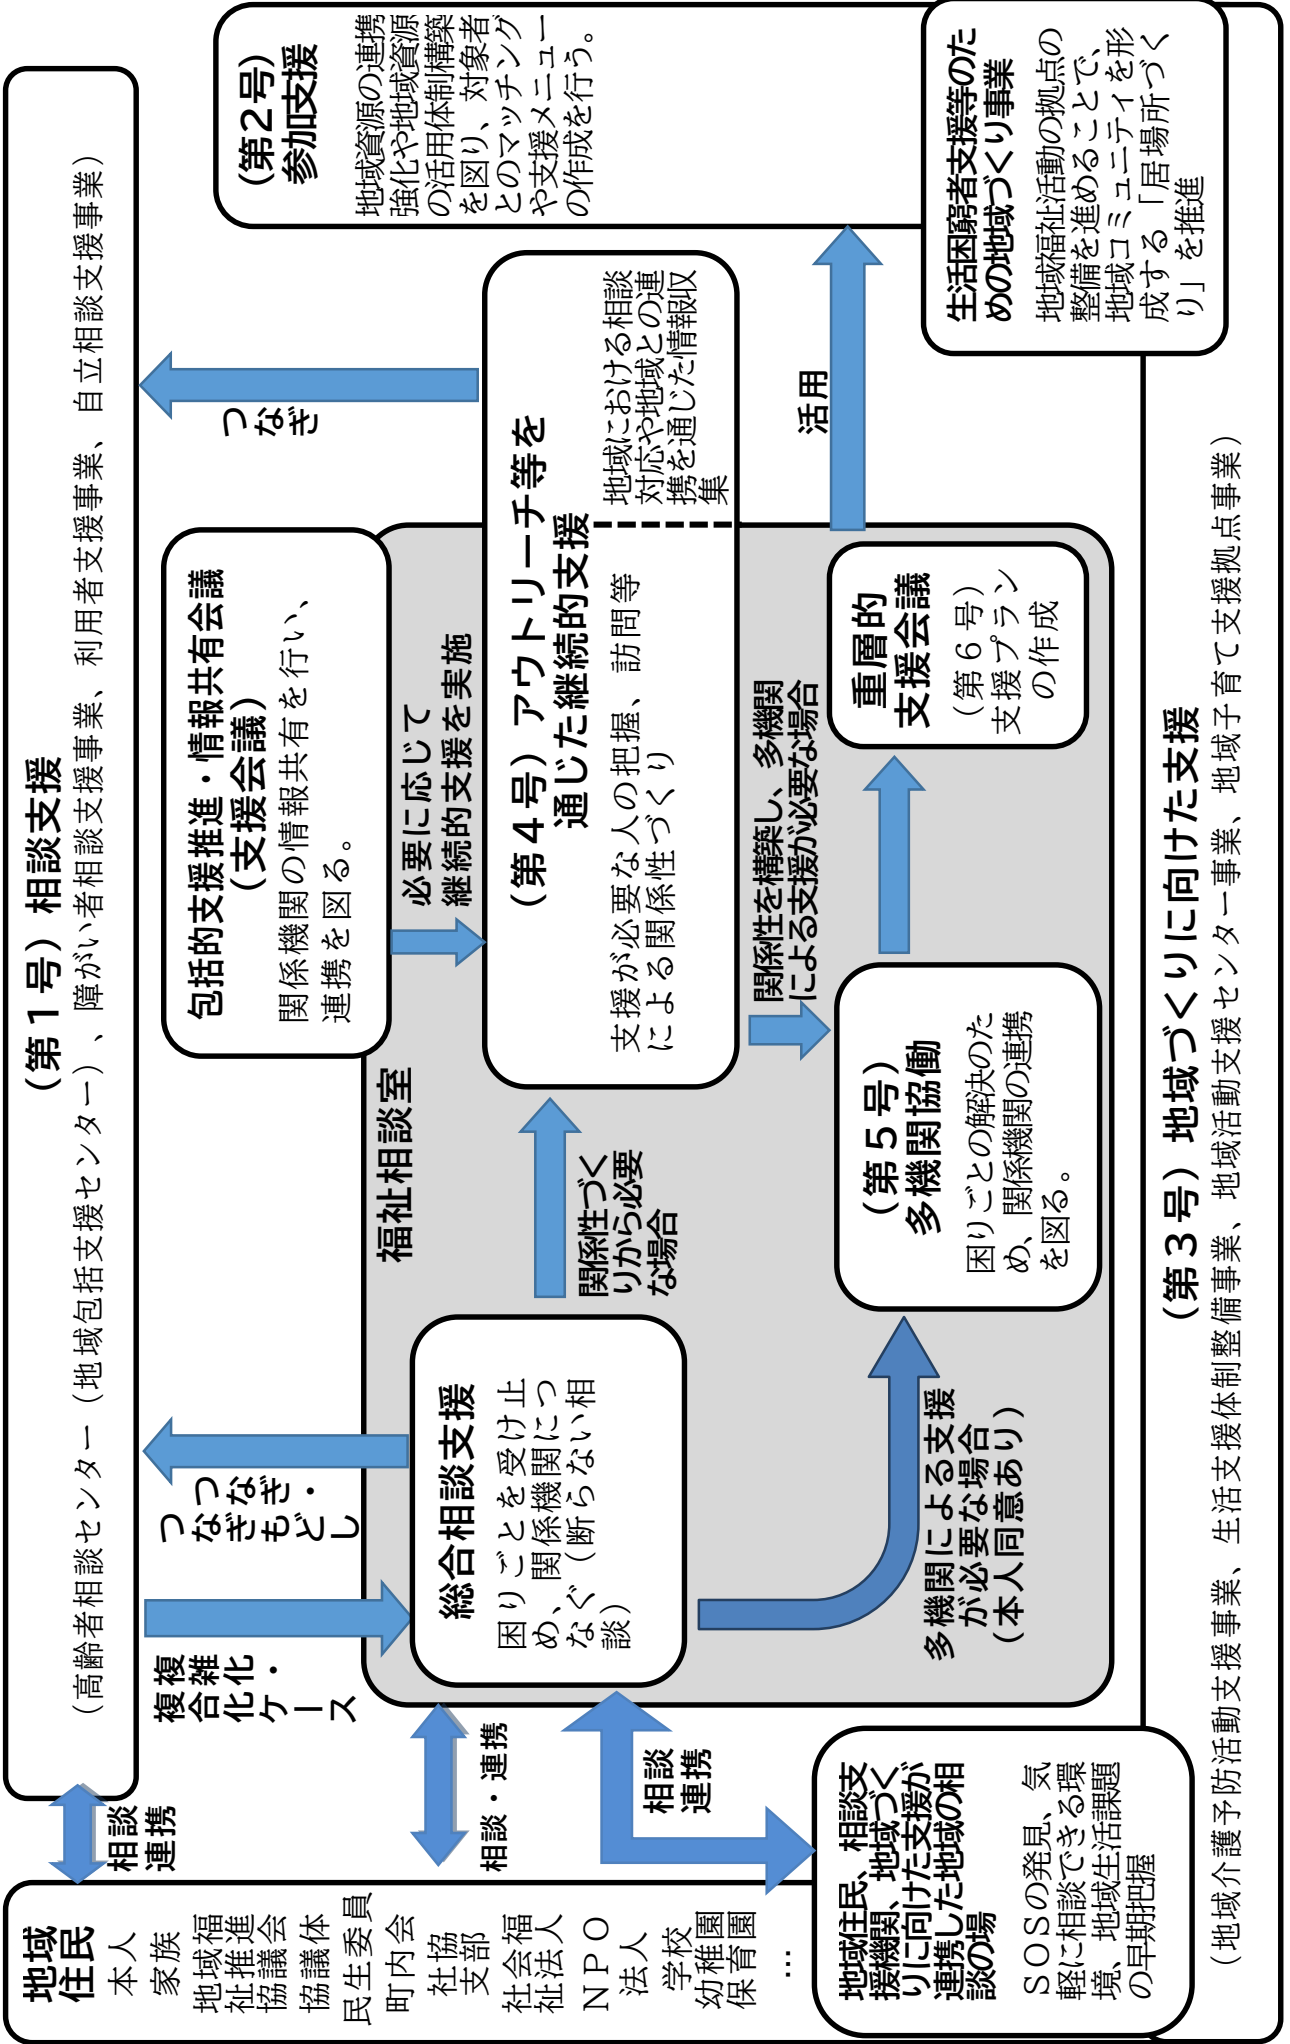 （第１号）相談支援
（高齢者相談センター（地域包括支援センター）、障がい者相談支援事業、利用者支援事業、自立相談支援事業）
地域
住民
本人
家族
地域福
祉推進
協議会
協議体
民生委員
町内会
社協
支部
社会福
祉法人
ＮＰＯ
法人
学校
幼稚園
保育園
…
相談
連携
複雑化・
複合化
ケース
つなぎ・
つなぎもどし
つなぎ
相談・連携
相談
連携
福祉相談室
包括的支援推進・情報共有会議
（支援会議）
関係機関の情報共有を行い、
連携を図る。
必要に応じて
継続的支援を実施
総合相談支援
困りごとを受け止
め、関係機関につ
なぐ（断らない相
談）
関係性づく
りから必要
な場合
（第４号）アウトリーチ等を
通じた継続的支援
支援が必要な人の把握、訪問等
による関係性づくり
地域における相談
対応や地域との連
携を通じた情報収
集
関係性を構築し、多機関
による支援が必要な場合
多機関による支援
が必要な場合
（本人同意あり）
（第５号）
多機関協働
困りごとの解決のた
め、関係機関の連携
を図る。
重層的
支援会議
（第６号）
支援プラン
の作成
活用
（第２号）
参加支援
地域資源の連携
強化や地域資源
の活用体制構築
を図り、対象者
とのマッチング
や支援メニュー
の作成を行う。
生活困窮者支援等のた
めの地域づくり事業
地域福祉活動の拠点の
整備を進めることで、
地域コミュニティを形
成する「居場所づく
り」を推進
地域住民、相談支
援機関、地域づく
りに向けた支援が
連携した地域の相
談の場
ＳＯＳの発見、気
軽に相談できる環
境、地域生活課題
の早期把握
（第３号）地域づくりに向けた支援
（地域介護予防活動支援事業、生活支援体制整備事業、地域活動支援センター事業、地域子育て支援拠点事業）